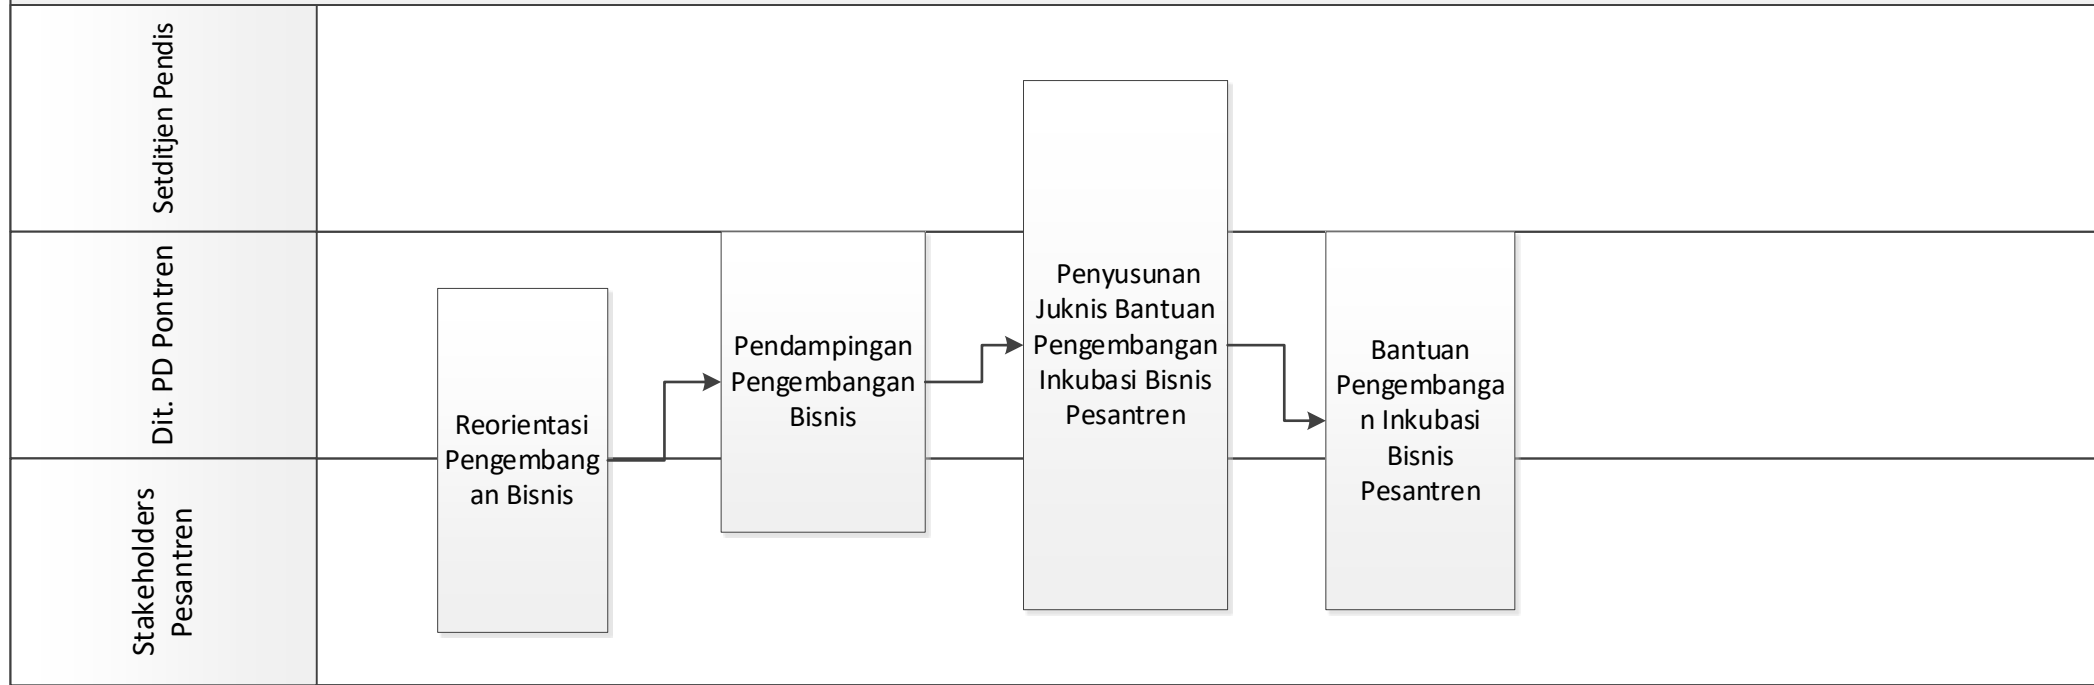 Setditjen Pendis
Dit. PD Pontren
Stakeholders
Pesantren
Reorientasi
Pengembang
an Bisnis
Pendampingan
Pengembangan
Bisnis
Penyusunan
Juknis Bantuan
Pengembangan
Inkubasi Bisnis
Pesantren
Bantuan
Pengembanga
n Inkubasi
Bisnis
Pesantren